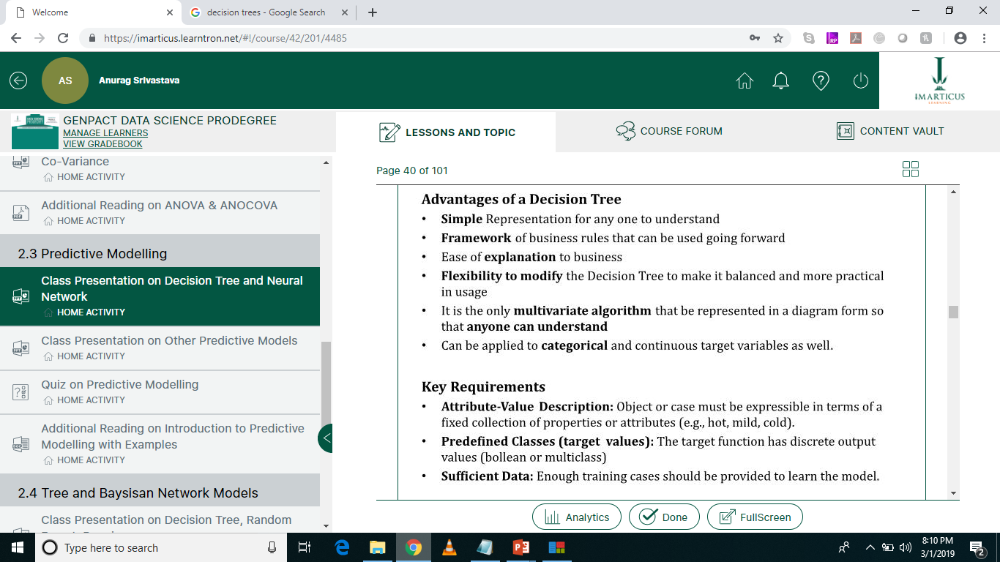 Welcome
decision trees - Google Search
https://imarticus.learntron.net/#!/course/42/201/4485
AS
Anurag Srivastava
IMARTICUS
LEARNING
GENPACT DATA SCIENCE PRODEGREE
MANAGE LEARNERS
VIEW GRADEBOOK
LESSONS AND TOPIC
COURSE FORUM
CONTENT VAULT
Co-Variance
HOME ACTIVITY
Additional Reading on ANOVA & ANOCOVA
HOME ACTIVITY
2.3 Predictive Modelling
Class Presentation on Decision Tree and Neural
Network
HOME ACTIVITY
Class Presentation on Other Predictive Models
HOME ACTIVITY
Quiz on Predictive Modelling
HOME ACTIVITY
Additional Reading on Introduction to Predictive
Modelling with Examples
HOME ACTIVITY
2.4 Tree and Baysisan Network Models
Class Presentation on Decision Tree, Random
Page 40 of 101
Advantages of a Decision Tree
• Simple Representation for any one to understand
• Framework of business rules that can be used going forward
• Ease of explanation to business
• Flexibility to modify the Decision Tree to make it balanced and more practical
in usage
• It is the only multivariate algorithm that be represented in a diagram form so
that anyone can understand
• Can be applied to categorical and continuous target variables as well.
Key Requirements
• Attribute-Value Description: Object or case must be expressible in terms of a
fixed collection of properties or attributes (e.g., hot, mild, cold).
• Predefined Classes (target values): The target function has discrete output
values (bollean or multiclass)
• Sufficient Data: Enough training cases should be provided to learn the model.
Analytics
Done
FullScreen
Type here to search
8:10 PM
3/1/2019
2